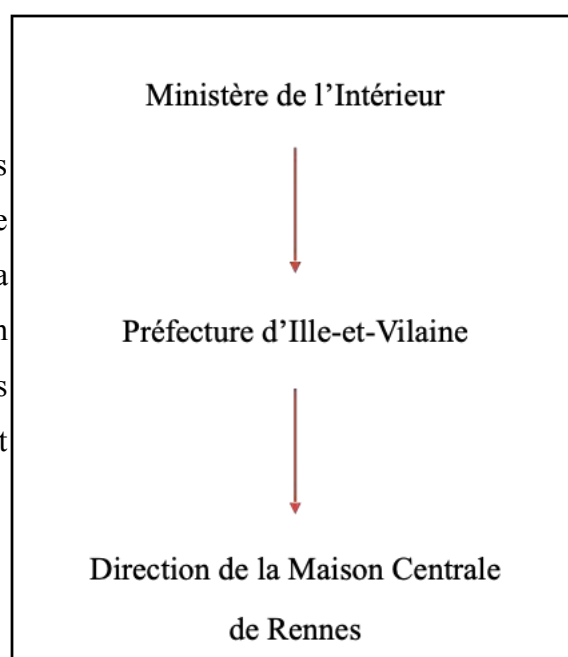 Ministère de l’Intérieur
s
e
a
n
Préfecture d’Ille-et-Vilaine
s
t
Direction de la Maison Centrale
de Rennes